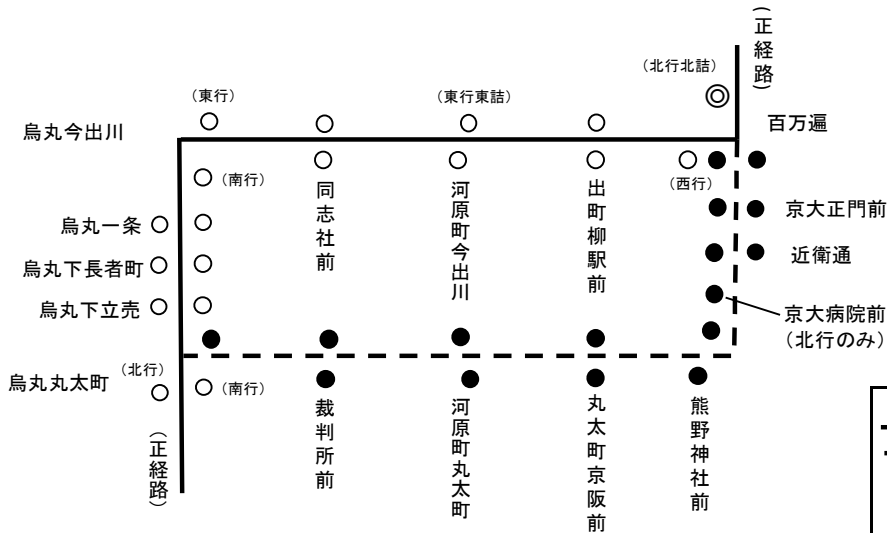 （正経路）
（北行北詰）
（東行）
（東行東詰）
烏丸今出川
百万遍
（南行）
同志社前
河原町今出川
出町柳駅前
（西行）
烏丸一条
京大正門前
烏丸下長者町
近衛通
烏丸下立売
京大病院前
（北行のみ）
烏丸丸太町
（北行）
（南行）
（正経路）
裁判所前
河原町丸太町
丸太町京阪前
熊野神社前